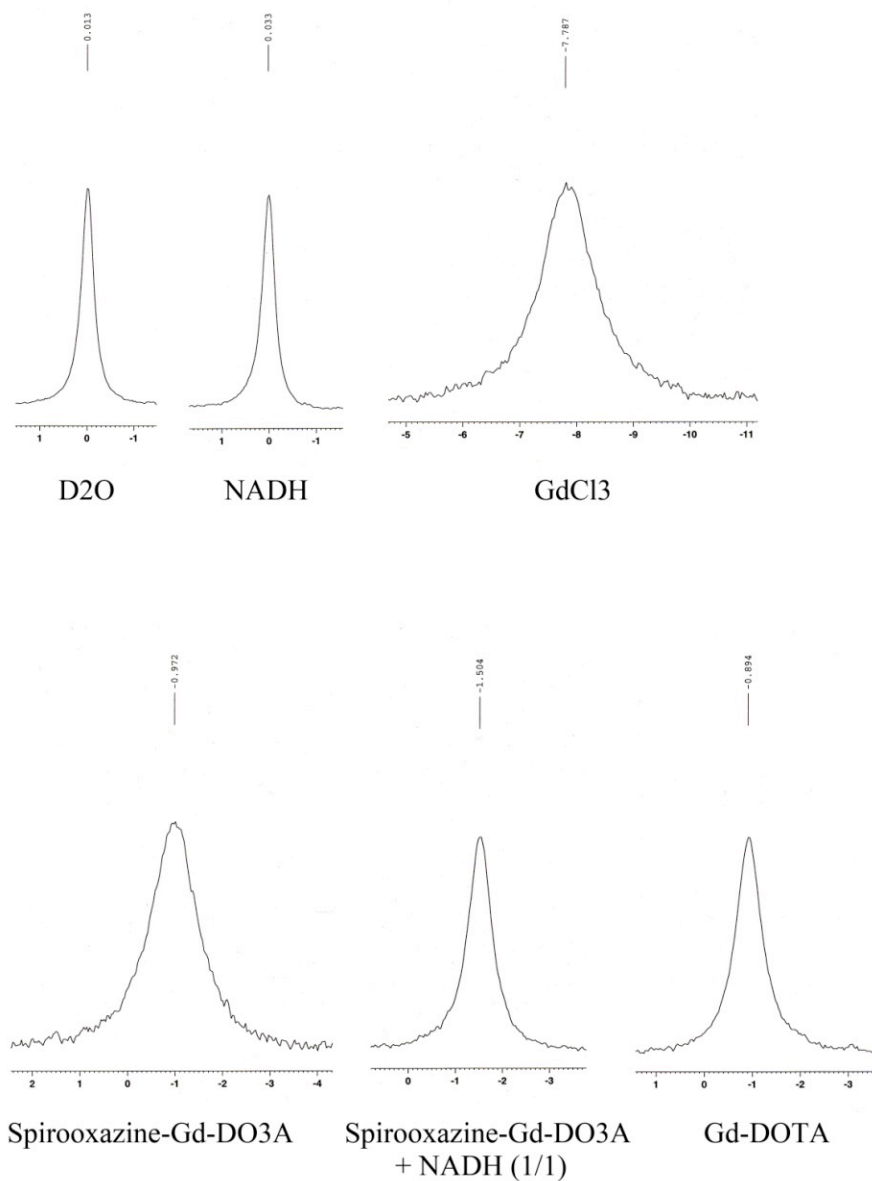 0.013
0.033
-7.787
1 0 -1
1 0 -1
-5 -6 -7 -8 -9 -10 -11
D2O
NADH
GdCl3
-0.972
-1.504
-0.894
2 1 0 -1 -2 -3 -4
0 -1 -2 -3
1 0 -1 -2 -3
Spirooxazine-Gd-DO3A
Spirooxazine-Gd-DO3A
+ NADH (1/1)
Gd-DOTA